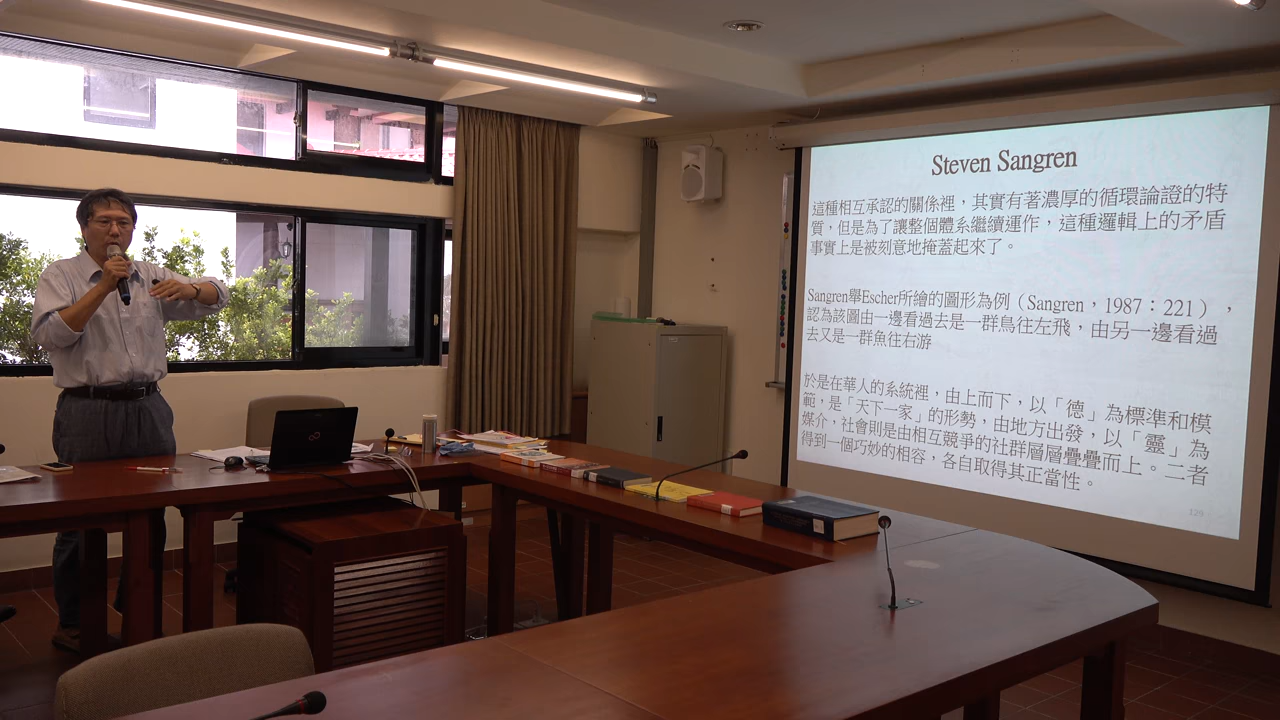 Steven Sangren
這種相互承認的關係裡，其實有著濃厚的循環論證的特
質，但是為了讓整個體系繼續運作，這種邏輯上的矛盾
事實上是被刻意地掩蓋起來了。
Sangren舉Escher所繪的圖形為例（Sangren，1987：221），
認為該圖由一邊看過去是一群鳥往左飛，由另一邊看過
去又是一群魚往右游
於是在華人的系統裡，由上而下，以「德」為標準和模
範，是「天下一家」的形勢，由地方出發，以「靈」為
媒介，社會則是由相互競爭的社群層層疊疊而上。二者
得到一個巧妙的相容，各自取得其正當性。
120